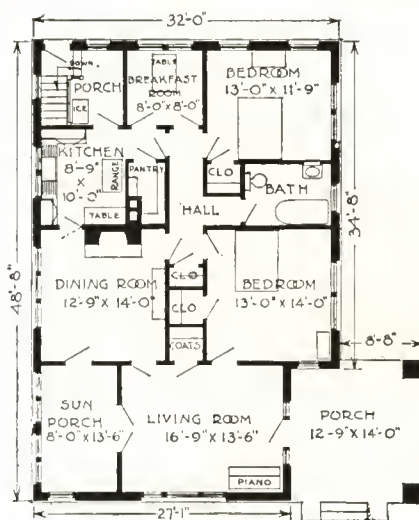 32'-0"
DOWN
PORCH
ICE
TABLE
BREAKFAST
ROOM
8'-0" x 8'-0"
BEDROOM
13'-0" x 11'-9"
KITCHEN
8'-9"
x
10'-0"
RANGE
PANTRY
TABLE
CLO
BATH
HALL
34'-8"
48'-8"
DINING ROOM
12'-9" x 14'-0"
CLO
CLO
COATS
BEDROOM
13'-0" x 14'-0"
8'-8"
SUN
PORCH
8'-0" x 13'-6"
LIVING ROOM
16'-9" x 13'-6"
PIANO
PORCH
12'-9" x 14'-0"
27'-1"